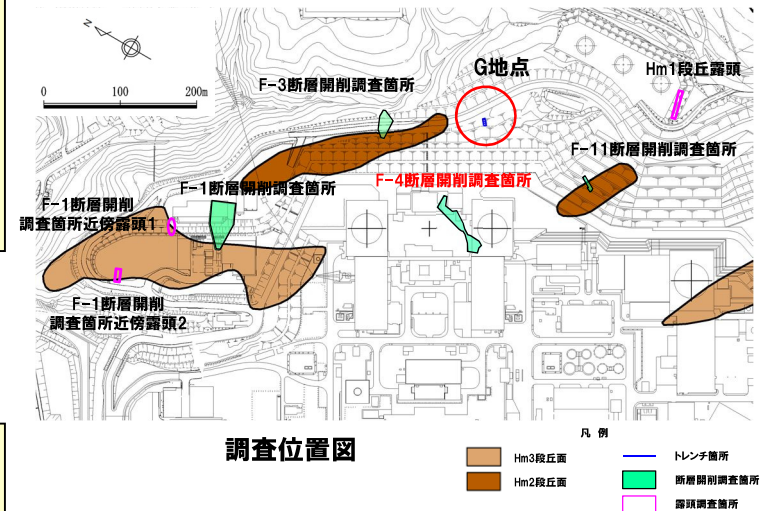 N
0
100
200m
F-3断層開削調査箇所
G地点
Hm1段丘露頭
F-11断層開削調査箇所
F-1断層開削調査箇所
F-4断層開削調査箇所
F-1断層開削
調査箇所近傍露頭1
F-1断層開削
調査箇所近傍露頭2
調査位置図
凡 例
Hm3段丘面
Hm2段丘面
トレンチ箇所
断層開削調査箇所
露頭調査箇所